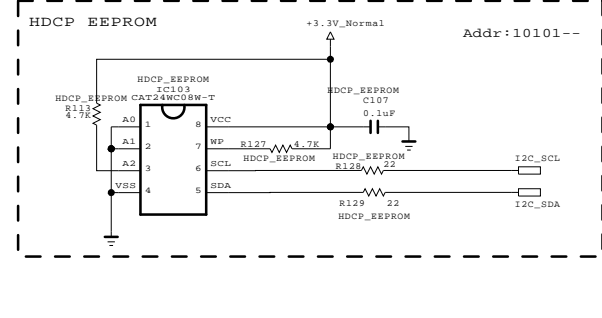 HDCP EEPROM
+3.3V_Normal
Addr:10101--
HDCP_EEPROM
IC103
CAT24WC08W-T
HDCP_EEPROM
R113
4.7K
HDCP_EEPROM
C107
0.1uF
A0 1 8 VCC
A1 2 7 WP
R127 4.7K
HDCP_EEPROM
A2 3 6 SCL
HDCP_EEPROM
R128 22
I2C_SCL
VSS 4 5 SDA
R129 22
HDCP_EEPROM
I2C_SDA